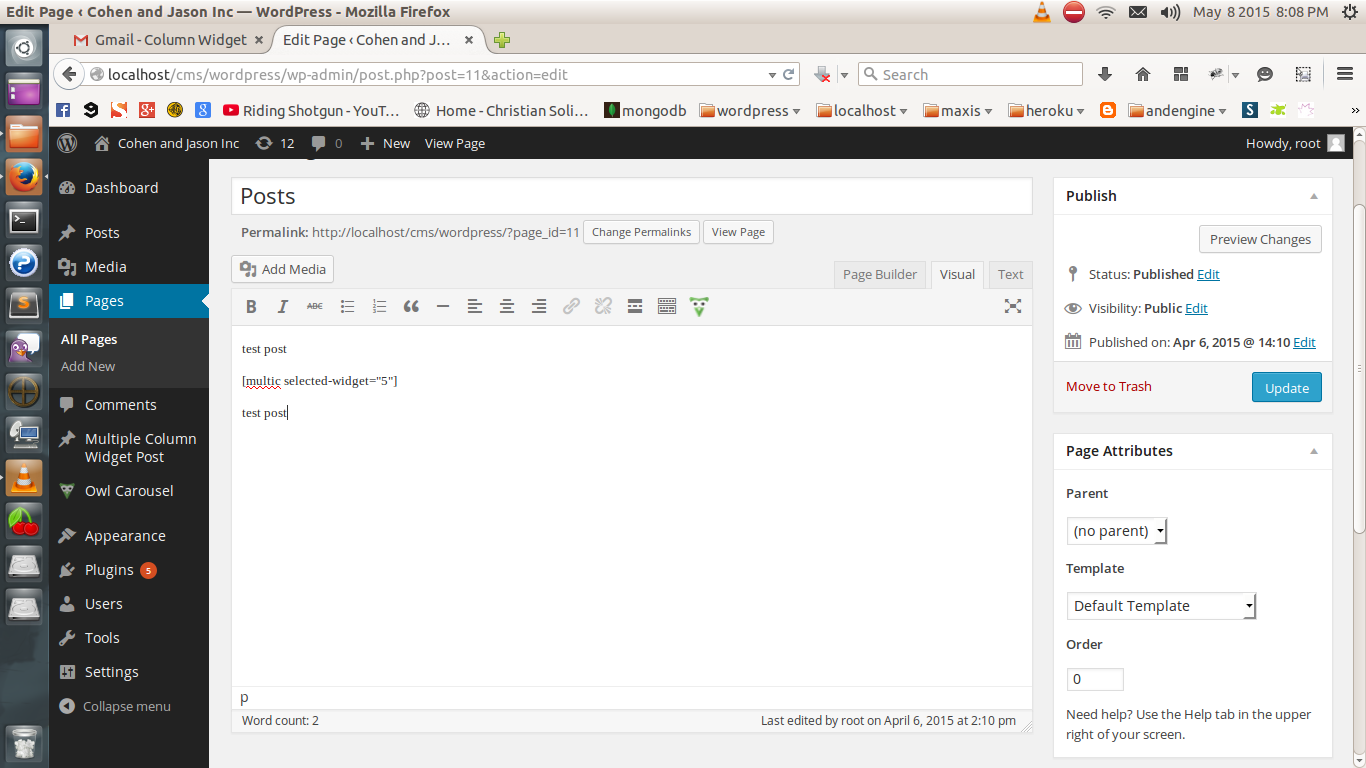 Edit Page ‹ Cohen and Jason Inc — WordPress - Mozilla Firefox
May 8 2015 8:08 PM
Gmail - Column Widget
Edit Page ‹ Cohen and J...
localhost/cms/wordpress/wp-admin/post.php?post=11&action=edit
Search
Riding Shotgun - YouT...
Home - Christian Soli...
mongodb
wordpress
localhost
maxis
heroku
andengine
Cohen and Jason Inc
12
0
New
View Page
Howdy, root
Dashboard
Posts
Media
Pages
All Pages
Add New
Comments
Multiple Column
Widget Post
Owl Carousel
Appearance
Plugins 5
Users
Tools
Settings
Collapse menu
Posts
Permalink: http://localhost/cms/wordpress/?page_id=11
Change Permalinks
View Page
Add Media
Page Builder
Visual
Text
B I ABC
test post
[multic selected-widget="5"]
test post
p
Word count: 2
Last edited by root on April 6, 2015 at 2:10 pm
Publish
Preview Changes
Status: Published Edit
Visibility: Public Edit
Published on: Apr 6, 2015 @ 14:10 Edit
Move to Trash
Update
Page Attributes
Parent
(no parent)
Template
Default Template
Order
0
Need help? Use the Help tab in the upper
right of your screen.